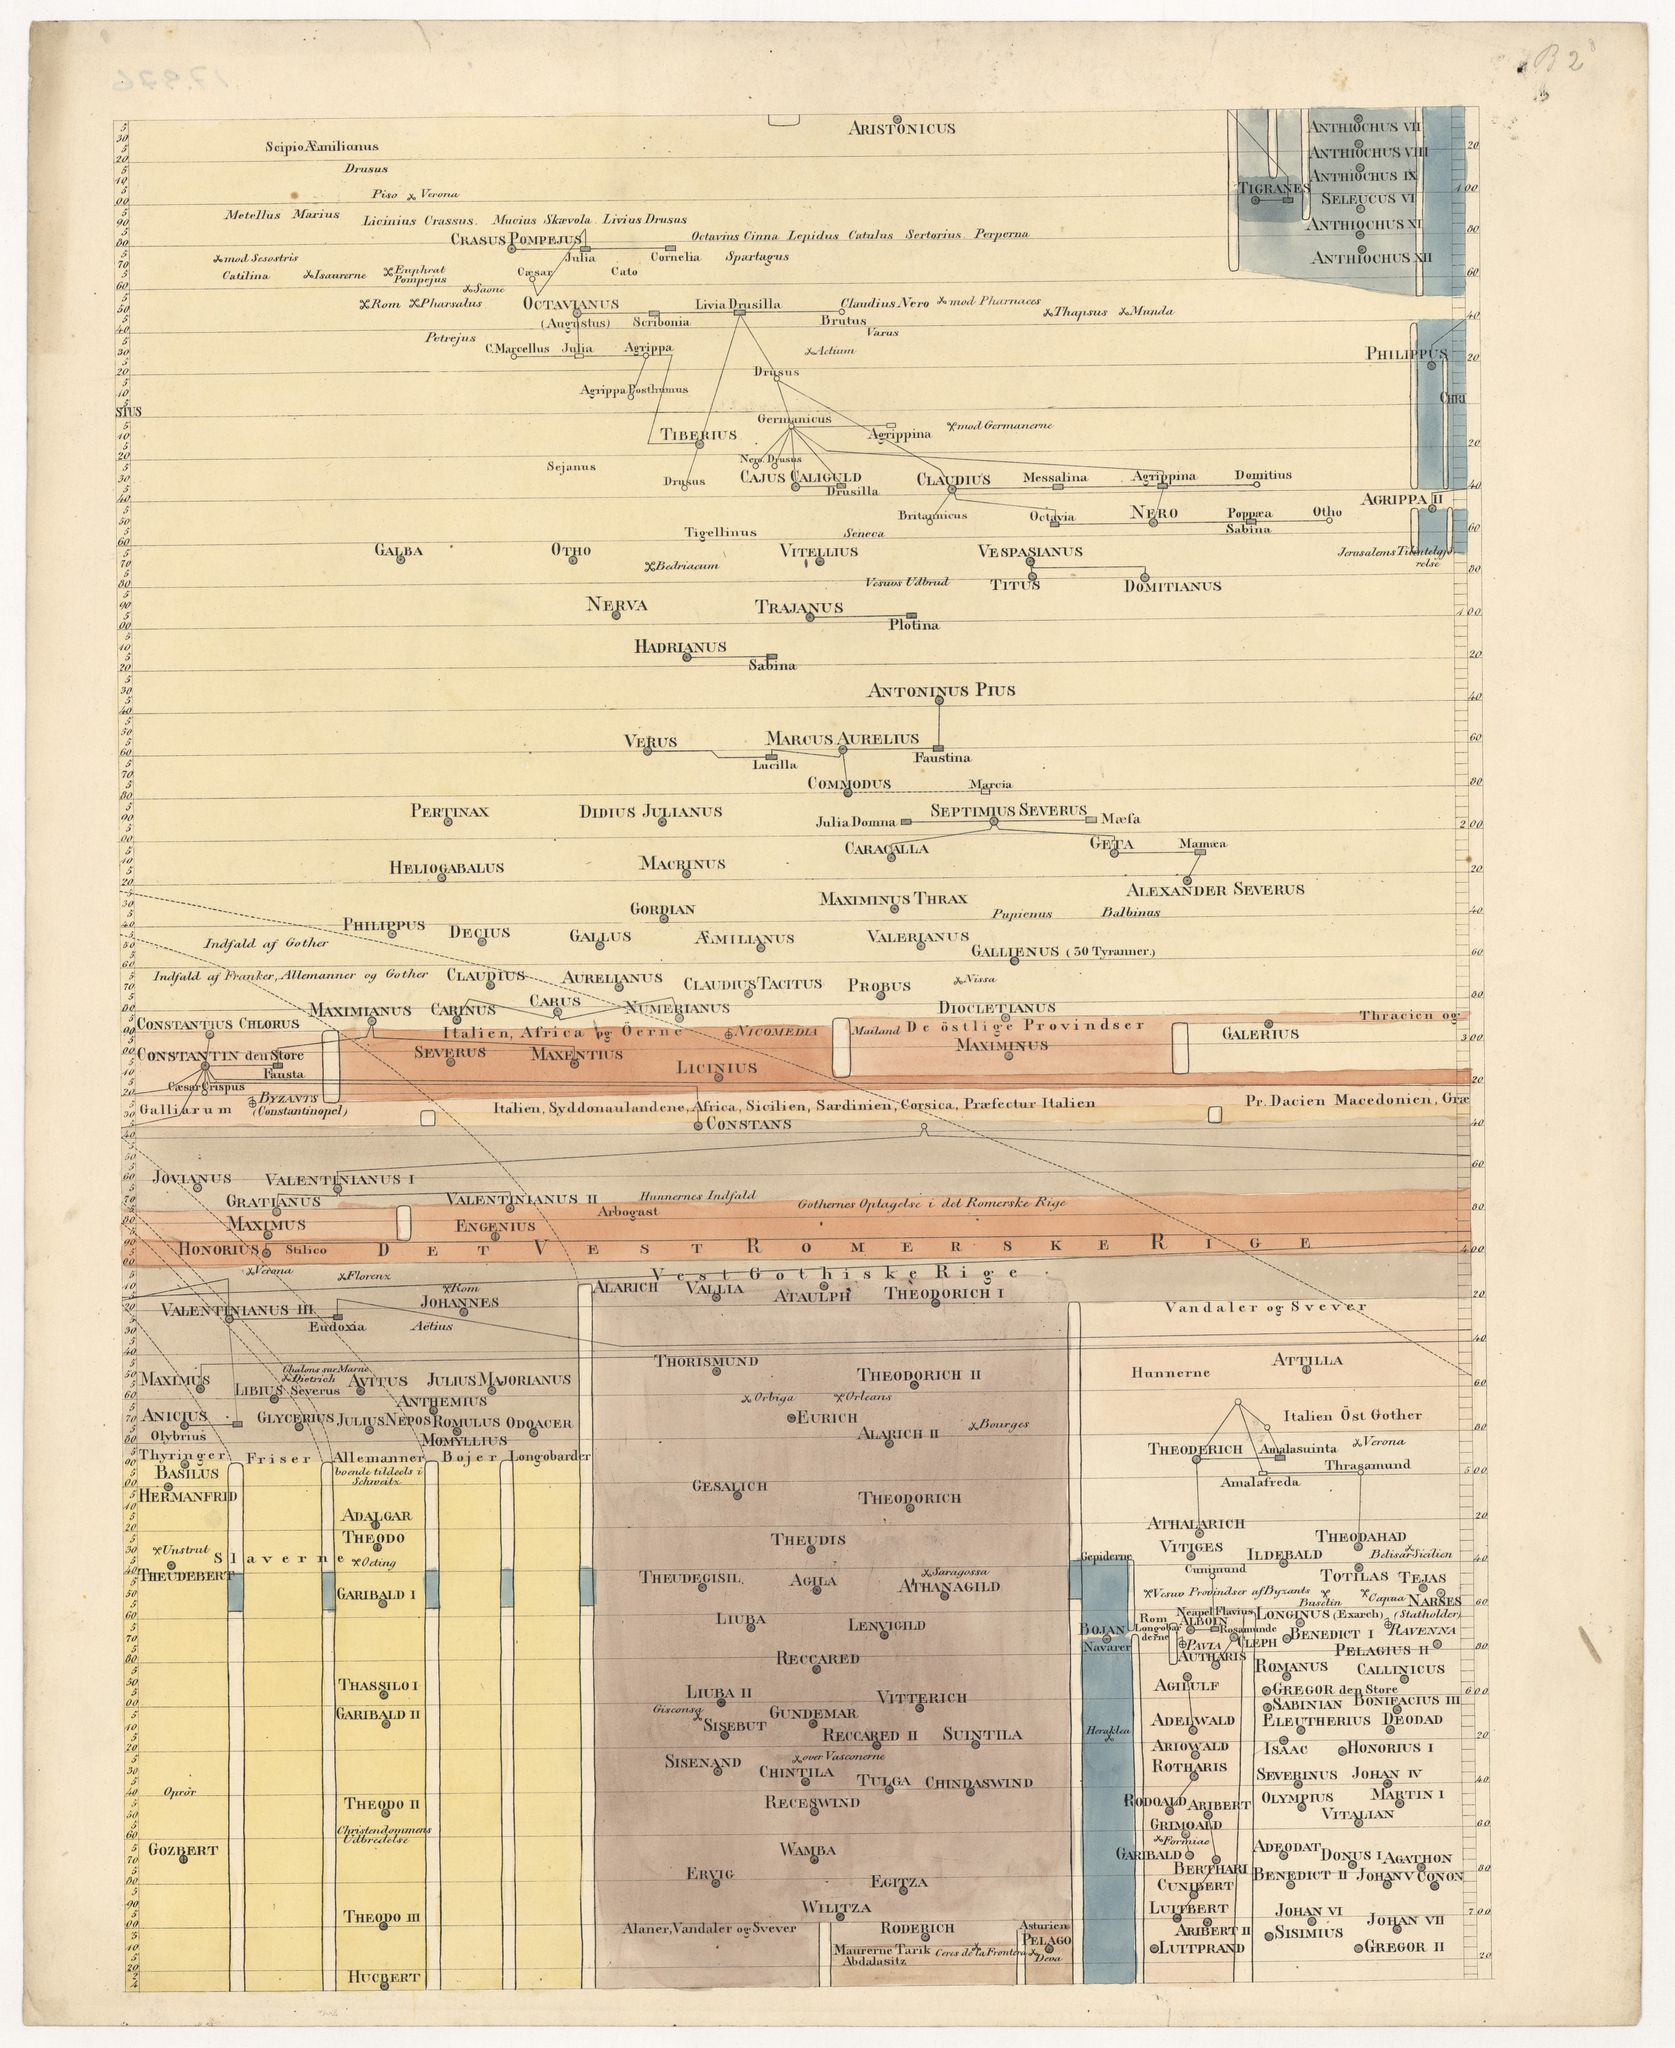 B 2
ARISTONICUS
ANTHIOCHUS VII
Scipio Æmilianus
ANTHIOCHUS VIII
Drusus
ANTHIOCHUS IX
TIGRANES
Piso Verona
SELEUCUS VI
Metellus Marius
Licinius Crassus. Mucius Skævola. Livius Drusus
ANTHIOCHUS XI
CRASUS POMPEJUS
Octavius Cinna Lepidus Catulus Sertorius. Perperna
mod Sesostris
Julia
Cornelia
Spartagus
ANTHIOCHUS XII
Catilina
Isaurerne
Euphrat
Pompejus
Cæsar
Cato
Saone
Rom Pharsalus
OCTAVIANUS
Livia Drusilla
Claudius Nero
mod Pharnaces
Thapsus Munda
(Augustus)
Scribonia
Brutus
Varus
Petrejus
C. Marcellus
Julia
Agrippa
Actium
PHILIPPUS
Drusus
Agrippa Posthumus
STUS
CHRI
Germanicus
TIBERIUS
Agrippina
mod Germanerne
Nero. Drusus
Sejanus
Drusus
CAJUS CALIGULD
Drusilla
CLAUDIUS
Messalina
Agrippina
Domitius
AGRIPPA II
Britannicus
Octavia
NERO
Poppæa
Sabina
Otho
Tigellinus
Seneca
GALBA
OTHO
VITELLIUS
VESPASIANUS
Bedriacum
Vesuvs Udbrud
TITUS
DOMITIANUS
NERVA
TRAJANUS
Plotina
HADRIANUS
Sabina
ANTONINUS PIUS
VERUS
MARCUS AURELIUS
Lucilla
Faustina
COMMODUS
Marcia
PERTINAX
DIDIUS JULIANUS
Julia Domna
SEPTIMIUS SEVERUS
Mæsa
CARACALLA
GETA
Mamæa
HELIOGABALUS
MACRINUS
ALEXANDER SEVERUS
GORDIAN
MAXIMINUS THRAX
Pupienus
Balbinus
PHILIPPUS
DECIUS
GALLUS
ÆMILIANUS
VALERIANUS
Indfald af Gother
GALLIENUS (30 Tyranner.)
Indfald af Franker, Allemanner og Gother
CLAUDIUS
AURELIANUS
CLAUDIUS TACITUS
PROBUS
Nissa
MAXIMIANUS
CARINUS
CARUS
NUMERIANUS
DIOCLETIANUS
CONSTANTIUS CHLORUS
Italien, Africa og Öerne
NICOMEDIA
Mailand
De östlige Provindser
GALERIUS
Thracien og
CONSTANTIN den Store
SEVERUS
MAXENTIUS
MAXIMINUS
Fausta
LICINIUS
Cæsar Crispus
BYZANTS
Galliarum
(Constantinopel)
Italien, Syddonaulandene, Africa, Sicilien, Sardinien, Corsica, Præfectur Italien
Pr. Dacien Macedonien, Græ
CONSTANS
JOVIANUS
VALENTINIANUS I
GRATIANUS
VALENTINIANUS II
Hunnernes Indfald
Gothernes Optagelse i det Romerske Rige
MAXIMUS
ENGENIUS
Arbogast
HONORIUS
Stilico
DET VEST ROMERSKE RIGE
Verona
Florenz
Rom
Vest Gothiske Rige.
ALARICH
VALLIA
ATAULPH
THEODORICH I
VALENTINIANUS III
JOHANNES
Vandaler og Svever
Eudoxia
Aëtius
THORISMUND
THEODORICH II
Hunnerne
ATTILLA
Chalons sur Marne
Dietrich
MAXIMUS
LIBIUS Severus
AVITUS
JULIUS MAJORIANUS
ANTHEMIUS
Orbiga
Orleans
ANICIUS
Olybrius
GLYCERIUS
JULIUS NEPOS
ROMULUS
MOMYLLIUS
ODOACER
EURICH
ALARICH II
Bourges
Italien Öst Gother
THEODERICH
Amalasuinta
Verona
Thrasamund
Amalafreda
Thyringer
Friser
Allemanner
Bojer
Longobarder
boende tildeels i
Schweitz
BASILUS
HERMANFRID
GESALICH
THEODORICH
ADALGAR
THEODO
THEUDIS
ATHALARICH
VITIGES
ILDEBALD
THEODAHAD
Belisar Sicilien
Unstrut
Slaverne
Octing
THEUDEBERT
GARIBALD I
THEUDEGISIL
AGILA
Saragossa
ATHANAGILD
Gepiderne
Cunimund
TOTILAS
TEJAS
Vesuv Provindser af Byzants
Buselin
Capua
NARSES
LIUBA
LENVIGILD
BOJAN
Navarer
Rom
Longobar
derne
Neapel Flavius
ALBOIN
Rosamunde
LONGINUS (Exarch)
(Statholder)
PAVIA
CLEPH
BENEDICT I
RAVENNA
AUTHARIS
PELAGIUS II
RECCARED
ROMANUS
CALLINICUS
THASSILO I
AGILULF
GREGOR den Store
LIUBA II
VITTERICH
SABINIAN
BONIFACIUS III
GARIBALD II
Gisconsa
SISEBUT
GUNDEMAR
RECCARED II
SUINTILA
Heraklea
ADELWALD
ELEUTHERIUS
DEODAD
ARIOWALD
ISAAC
HONORIUS I
SISENAND
over Vasconerne
CHINTILA
TULGA
CHINDASWIND
ROTHARIS
SEVERINUS
JOHAN IV
Oprör
THEODO II
RECESWIND
RODOALD
ARIBERT
OLYMPIUS
MARTIN I
VITALIAN
Christendommens
Udbredelse
GRIMOALD
Formiae
GOZBERT
WAMBA
GARIBALD
BERTHARI
ADEODAT
DONUS I
AGATHON
ERVIG
EGITZA
CUNIBERT
BENEDICT II
JOHAN V
CONON
THEODO III
WILITZA
LUITBERT
JOHAN VI
JOHAN VII
Alaner, Vandaler og Svever
RODERICH
Asturien
PELAGO
Deva
ARIBERT II
SISIMIUS
Maurerne Tarik
Abdalasitz
Ceres de la Frontera
LUITPRAND
GREGOR II
HUCBERT